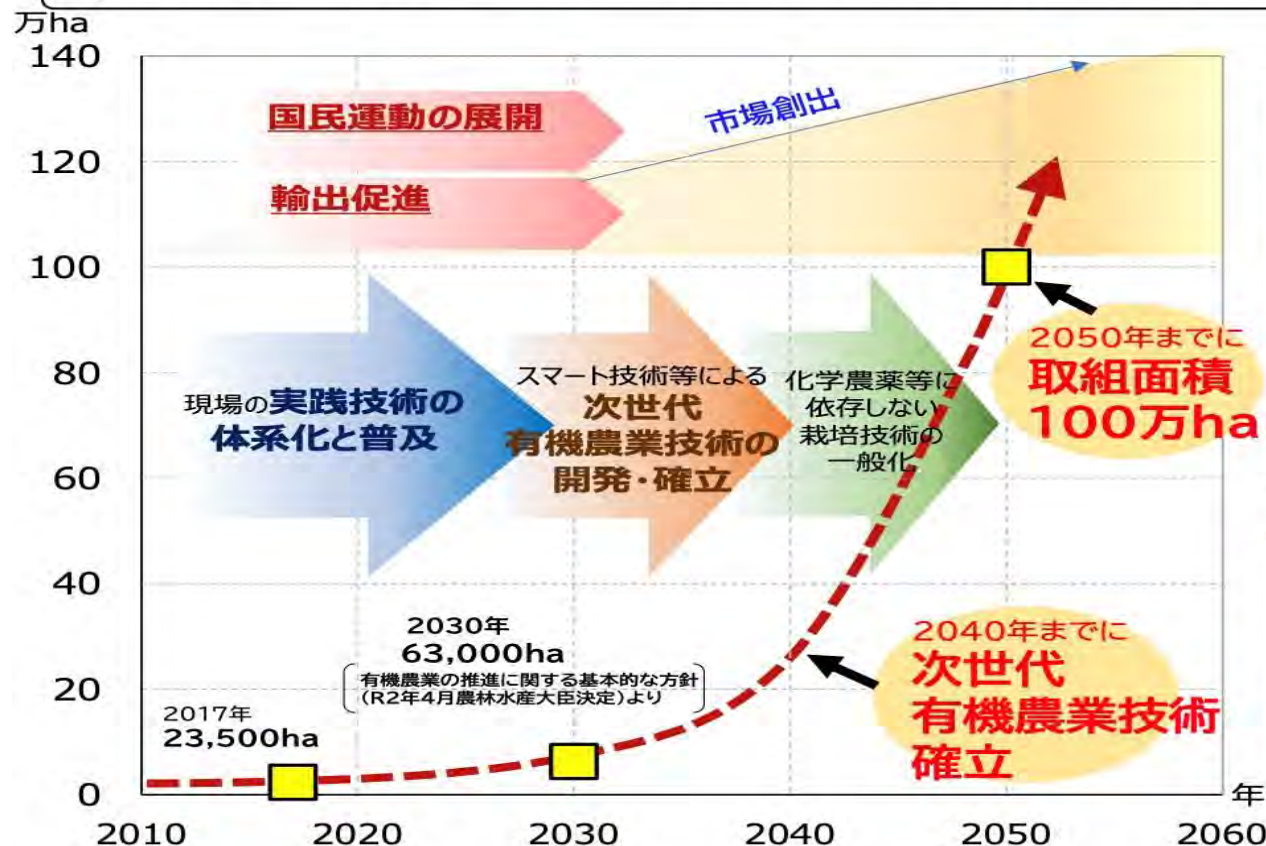 万ha
140
120
100
80
60
40
20
0
国民運動の展開
輸出促進
市場創出
現場の実践技術の
体系化と普及
スマート技術等による
次世代
有機農業技術の
開発・確立
化学農薬等に
依存しない
栽培技術の
一般化
2050年までに
取組面積
100万ha
2040年までに
次世代
有機農業技術
確立
2030年
63,000ha
有機農業の推進に関する基本的な方針
(R2年4月農林水産大臣決定)より
2017年
23,500ha
年
2010
2020
2030
2040
2050
2060